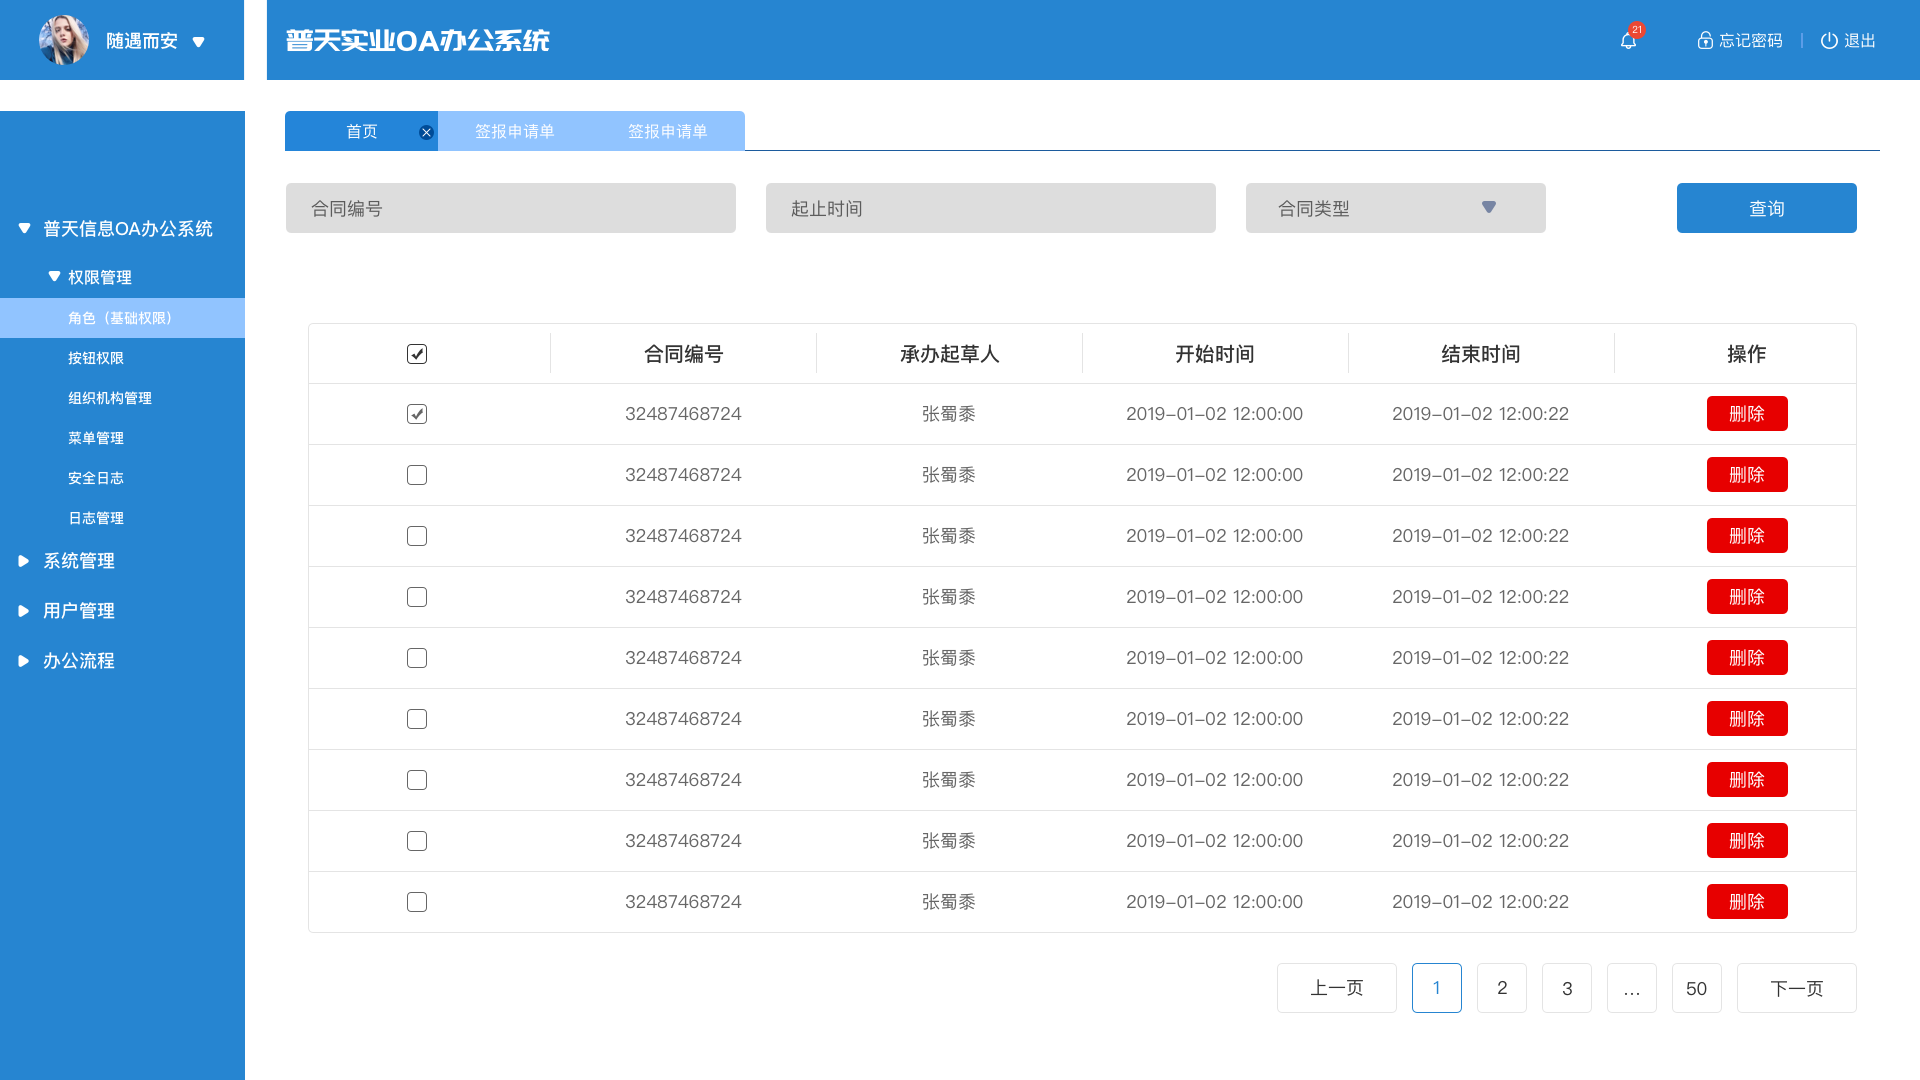 随遇而安
普天实业OA办公系统
21
忘记密码
退出
首页
签报申请单
签报申请单
合同编号
起止时间
合同类型
查询
普天信息OA办公系统
权限管理
角色（基础权限）
按钮权限
组织机构管理
菜单管理
安全日志
日志管理
系统管理
用户管理
办公流程
合同编号 承办起草人 开始时间 结束时间 操作
32487468724 张蜀黍 2019-01-02 12:00:00 2019-01-02 12:00:22 删除
32487468724 张蜀黍 2019-01-02 12:00:00 2019-01-02 12:00:22 删除
32487468724 张蜀黍 2019-01-02 12:00:00 2019-01-02 12:00:22 删除
32487468724 张蜀黍 2019-01-02 12:00:00 2019-01-02 12:00:22 删除
32487468724 张蜀黍 2019-01-02 12:00:00 2019-01-02 12:00:22 删除
32487468724 张蜀黍 2019-01-02 12:00:00 2019-01-02 12:00:22 删除
32487468724 张蜀黍 2019-01-02 12:00:00 2019-01-02 12:00:22 删除
32487468724 张蜀黍 2019-01-02 12:00:00 2019-01-02 12:00:22 删除
32487468724 张蜀黍 2019-01-02 12:00:00 2019-01-02 12:00:22 删除
上一页 1 2 3 ... 50 下一页